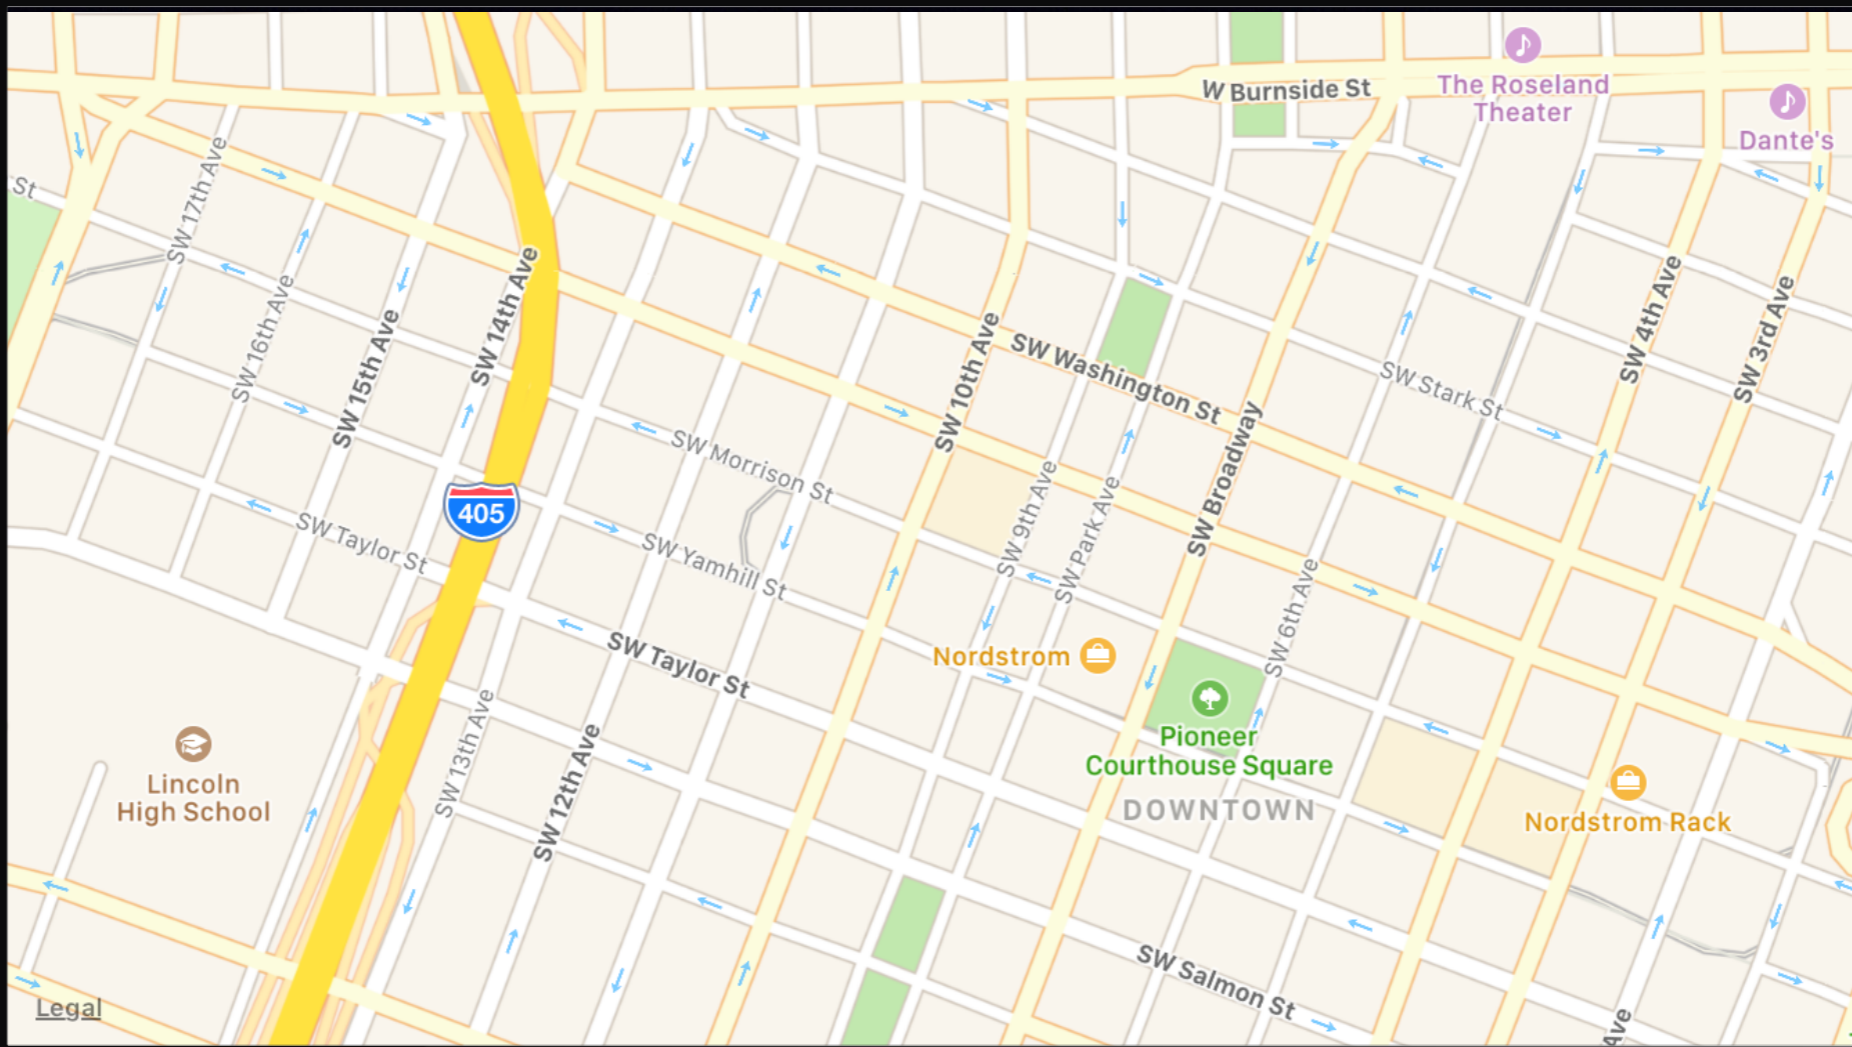 W Burnside St
The Roseland
Theater
Dante's
St
SW 17th Ave
SW 16th Ave
SW 15th Ave
SW 14th Ave
SW 10th Ave
SW Washington St
SW 4th Ave
SW 3rd Ave
SW Stark St
SW Broadway
SW Morrison St
SW 9th Ave
SW Park Ave
405
SW Taylor St
SW Yamhill St
SW 6th Ave
SW Taylor St
Nordstrom
Pioneer
Courthouse Square
DOWNTOWN
Lincoln
High School
SW 13th Ave
SW 12th Ave
Nordstrom Rack
SW Salmon St
Ave
Legal